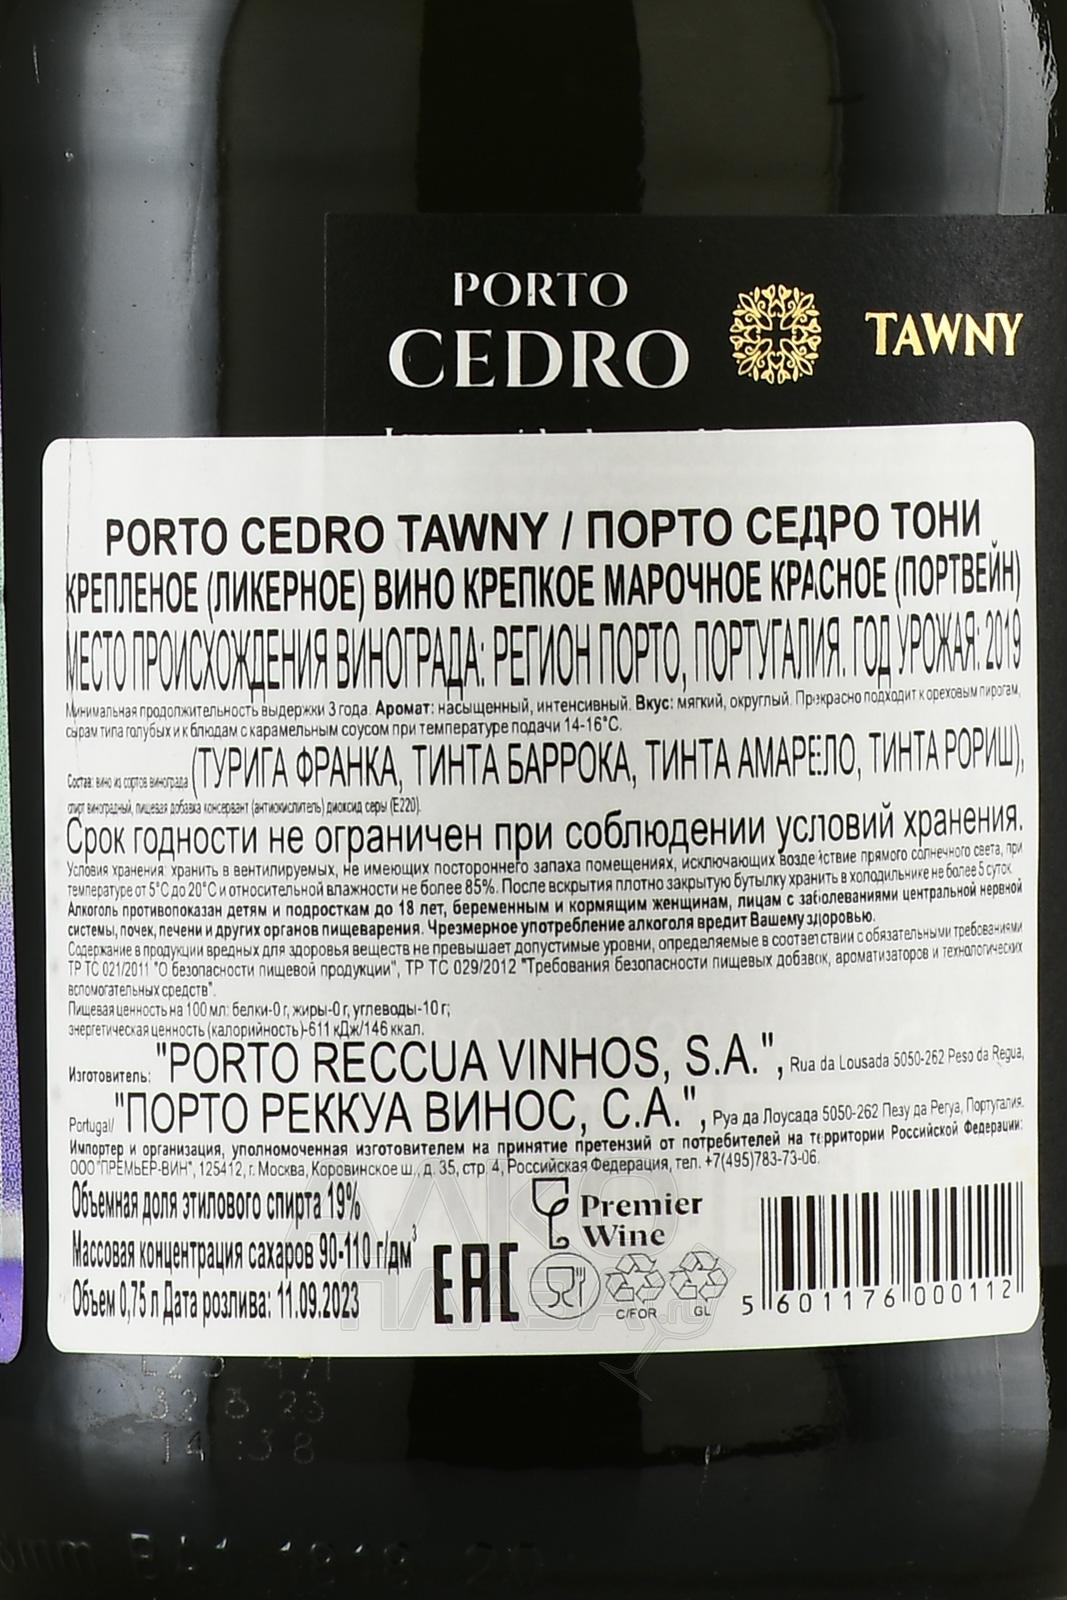 PORTO
CEDRO
TAWNY
PORTO CEDRO TAWNY / ПОРТО СЕДРО ТОНИ
КРЕПЛЕНОЕ (ЛИКЕРНОЕ) ВИНО КРЕПКОЕ МАРОЧНОЕ КРАСНОЕ (ПОРТВЕЙН)
МЕСТО ПРОИСХОЖДЕНИЯ ВИНОГРАДА: РЕГИОН ПОРТО, ПОРТУГАЛИЯ. ГОД УРОЖАЯ: 2019
Минимальная продолжительность выдержки 3 года. Аромат: насыщенный, интенсивный. Вкус: мягкий, округлый. Прекрасно подходит к ореховым пирогам,
сырам типа голубых и к блюдам с карамельным соусом при температуре подачи 14-16°С.
Состав: вино из сортов винограда (ТУРИГА ФРАНКА, ТИНТА БАРРОКА, ТИНТА АМАРЕЛО, ТИНТА РОРИШ),
спирт виноградный, пищевая добавка консервант (антиокислитель) диоксид серы (Е220).
Срок годности не ограничен при соблюдении условий хранения.
Условия хранения: хранить в вентилируемых, не имеющих постороннего запаха помещениях, исключающих воздействие прямого солнечного света, при
температуре от 5°С до 20°С и относительной влажности не более 85%. После вскрытия плотно закрытую бутылку хранить в холодильнике не более 5 суток.
Алкоголь противопоказан детям и подросткам до 18 лет, беременным и кормящим женщинам, лицам с заболеваниями центральной нервной
системы, почек, печени и других органов пищеварения. Чрезмерное употребление алкоголя вредит Вашему здоровью.
Содержание в продукции вредных для здоровья веществ не превышает допустимые уровни, определяемые в соответствии с обязательными требованиями
ТР ТС 021/2011 "О безопасности пищевой продукции", ТР ТС 029/2012 "Требования безопасности пищевых добавок, ароматизаторов и технологических
вспомогательных средств".
Пищевая ценность на 100 мл: белки-0 г, жиры-0 г, углеводы-10 г;
энергетическая ценность (калорийность)-611 кДж/146 ккал.
Изготовитель: "PORTO RECCUA VINHOS, S.A.", Rua da Lousada 5050-262 Peso da Regua,
Portugal/ "ПОРТО РЕККУА ВИНОС, С.А.", Руа да Лоусада 5050-262 Пезу да Регуа, Португалия.
Импортер и организация, уполномоченная изготовителем на принятие претензий от потребителей на территории Российской Федерации:
ООО "ПРЕМЬЕР-ВИН", 125412, г. Москва, Коровинское ш., д. 35, стр. 4, Российская Федерация, тел. +7(495)783-73-06.
Объемная доля этилового спирта 19%
Массовая концентрация сахаров 90-110 г/дм³
Объем 0,75 л Дата розлива: 11.09.2023
EAC
Premier
Wine
C/FOR
GL
5 601176 000112
14:38